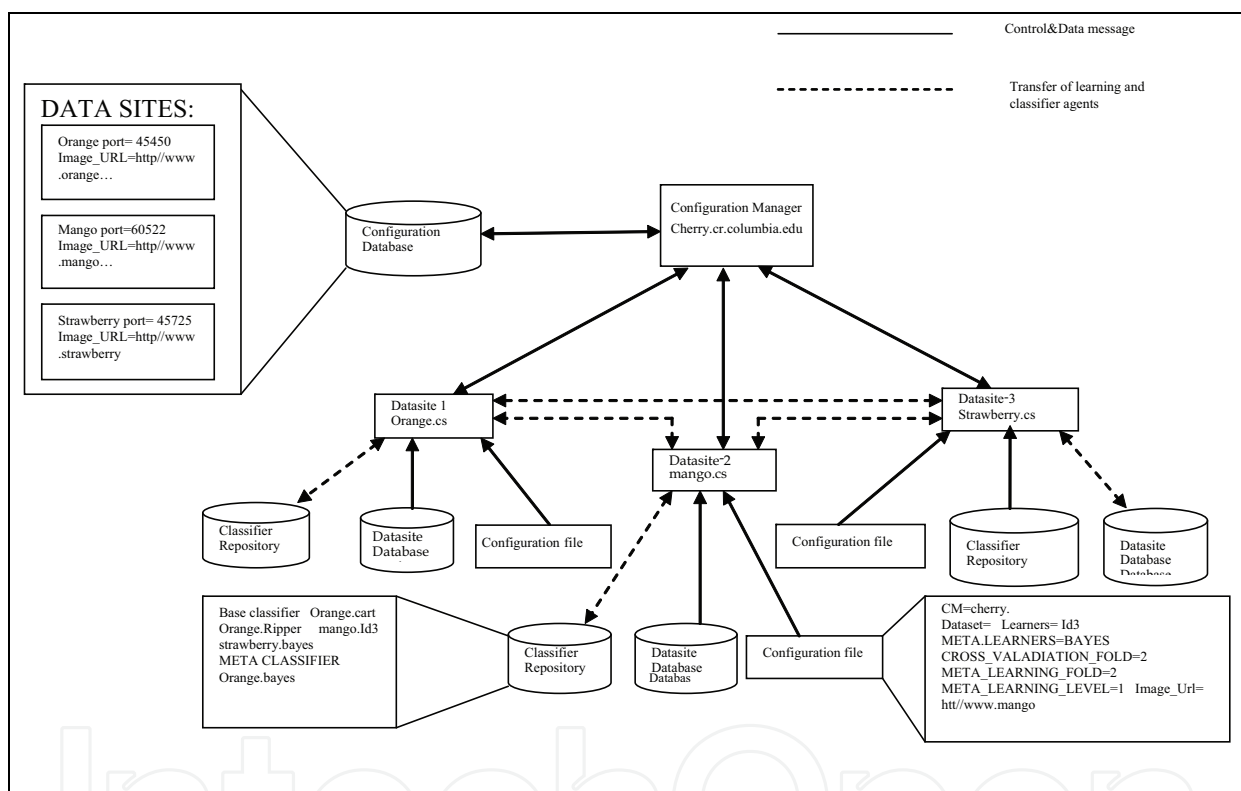 Control&Data message
Transfer of learning and
classifier agents
DATA SITES:
Orange port= 45450
Image_URL=http//www
.orange…
Mango port=60522
Image_URL=http//www
.mango…
Strawberry port= 45725
Image_URL=http//www
.strawberry
Configuration
Database
Configuration Manager
Cherry.cr.columbia.edu
Datasite 1
Orange.cs
Datasite-2
mango.cs
Datasite-3
Strawberry.cs
Classifier
Repository
Datasite
Database
Configuration file
Configuration file
Classifier
Repository
Datasite
Database
Database
Base classifier Orange.cart
Orange.Ripper mango.Id3
strawberry.bayes
META CLASSIFIER
Orange.bayes
Classifier
Repository
Datasite
Database
Databas
Configuration file
CM=cherry.
Dataset= Learners= Id3
META.LEARNERS=BAYES
CROSS_VALADIATION_FOLD=2
META_LEARNING_FOLD=2
META_LEARNING_LEVEL=1 Image_Url=
htt//www.mango
IntechOpen